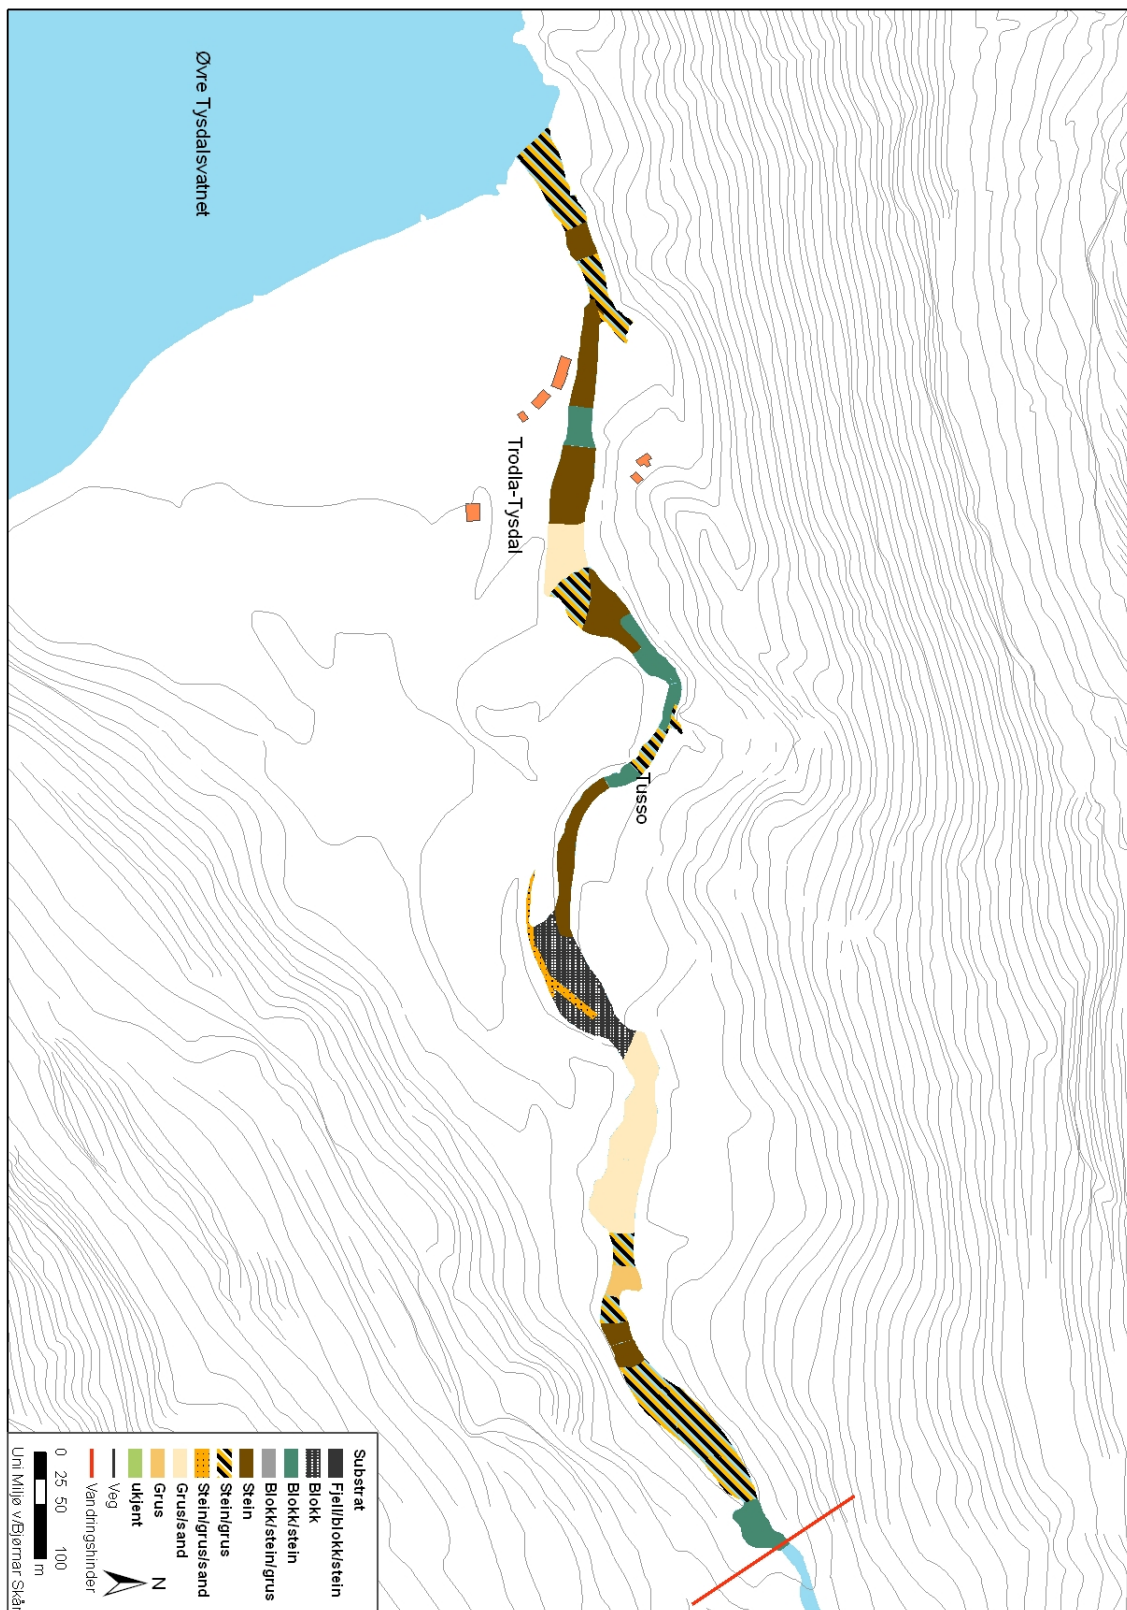 Øvre Tysdalsvatnet
Trodla-Tysdal
Tusso
Substrat
Fjell/blokk/stein
Blokk
Blokk/stein
Blokk/stein/grus
Stein
Stein/grus
Stein/grus/sand
Grus/sand
Grus
ukjent
Veg
Vandringshinder
N
0 25 50 100
m
Uni Miljø v/Bjørnar Skår